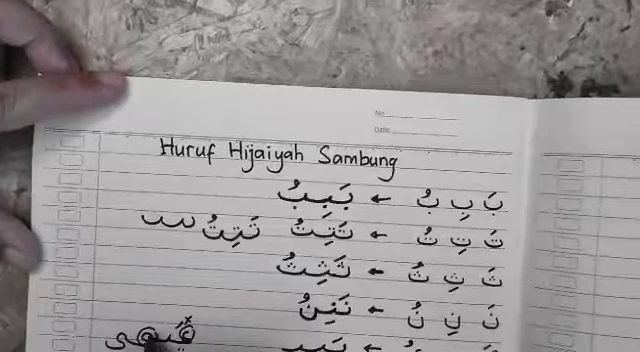 No
Date
Huruf Hijaiyah Sambung
بَ بِ بُ ← بَبِبُ
تَ تِ تُ ← تَتِتُ تَتِتُ
ثَ ثِ ثُ ← ثَثِثُ
نَ نِ نُ ← نَنِنُ